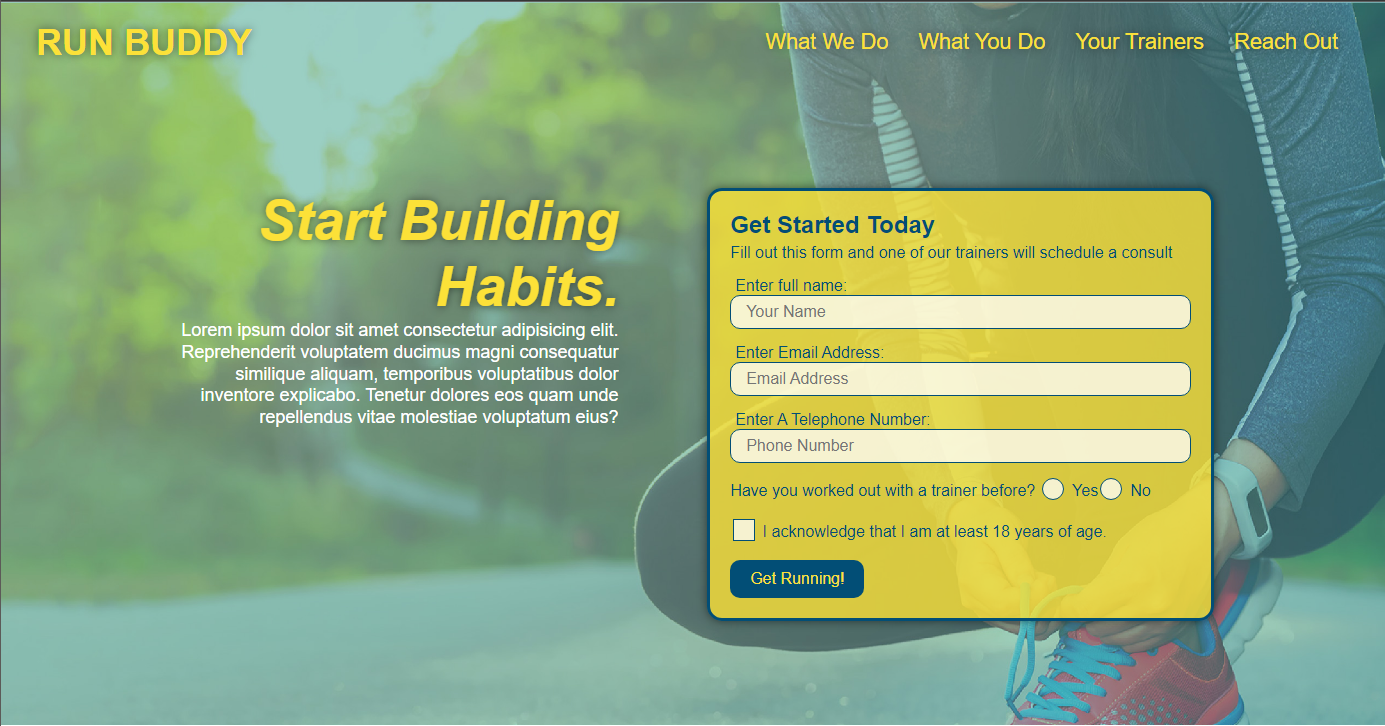 RUN BUDDY
What We Do What You Do Your Trainers Reach Out
Start Building
Habits.
Lorem ipsum dolor sit amet consectetur adipisicing elit.
Reprehenderit voluptatem ducimus magni consequatur
similique aliquam, temporibus voluptatibus dolor
inventore explicabo. Tenetur dolores eos quam unde
repellendus vitae molestiae voluptatum eius?
Get Started Today
Fill out this form and one of our trainers will schedule a consult
Enter full name:
Your Name
Enter Email Address:
Email Address
Enter A Telephone Number:
Phone Number
Have you worked out with a trainer before? Yes No
I acknowledge that I am at least 18 years of age.
Get Running!